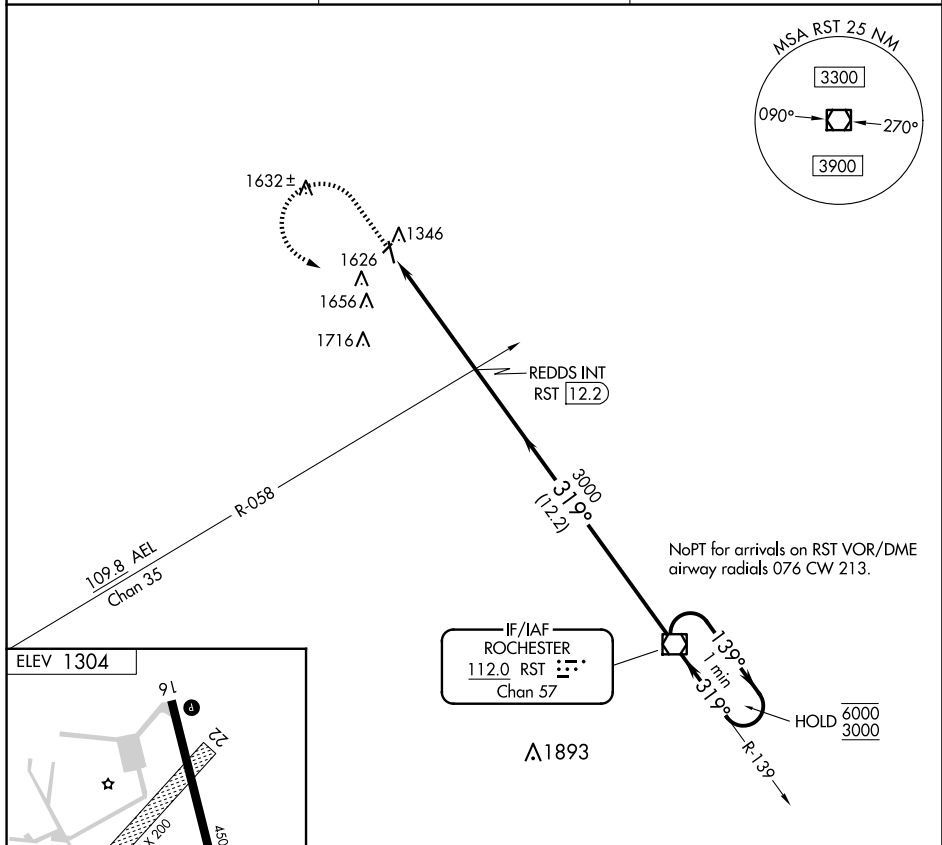 MSA RST 25 NM
3300
090°
270°
3900
1632±
1346
1626
1656
1716
REDDS INT
RST 12.2
3000
319°
(12.2)
R-058
109.8 AEL
Chan 35
NoPT for arrivals on RST VOR/DME
airway radials 076 CW 213.
IF/IAF
ROCHESTER
112.0 RST
Chan 57
139°
1 min
319°
HOLD 6000
3000
R-139
1893
ELEV 1304
16
P
22
X 200
450